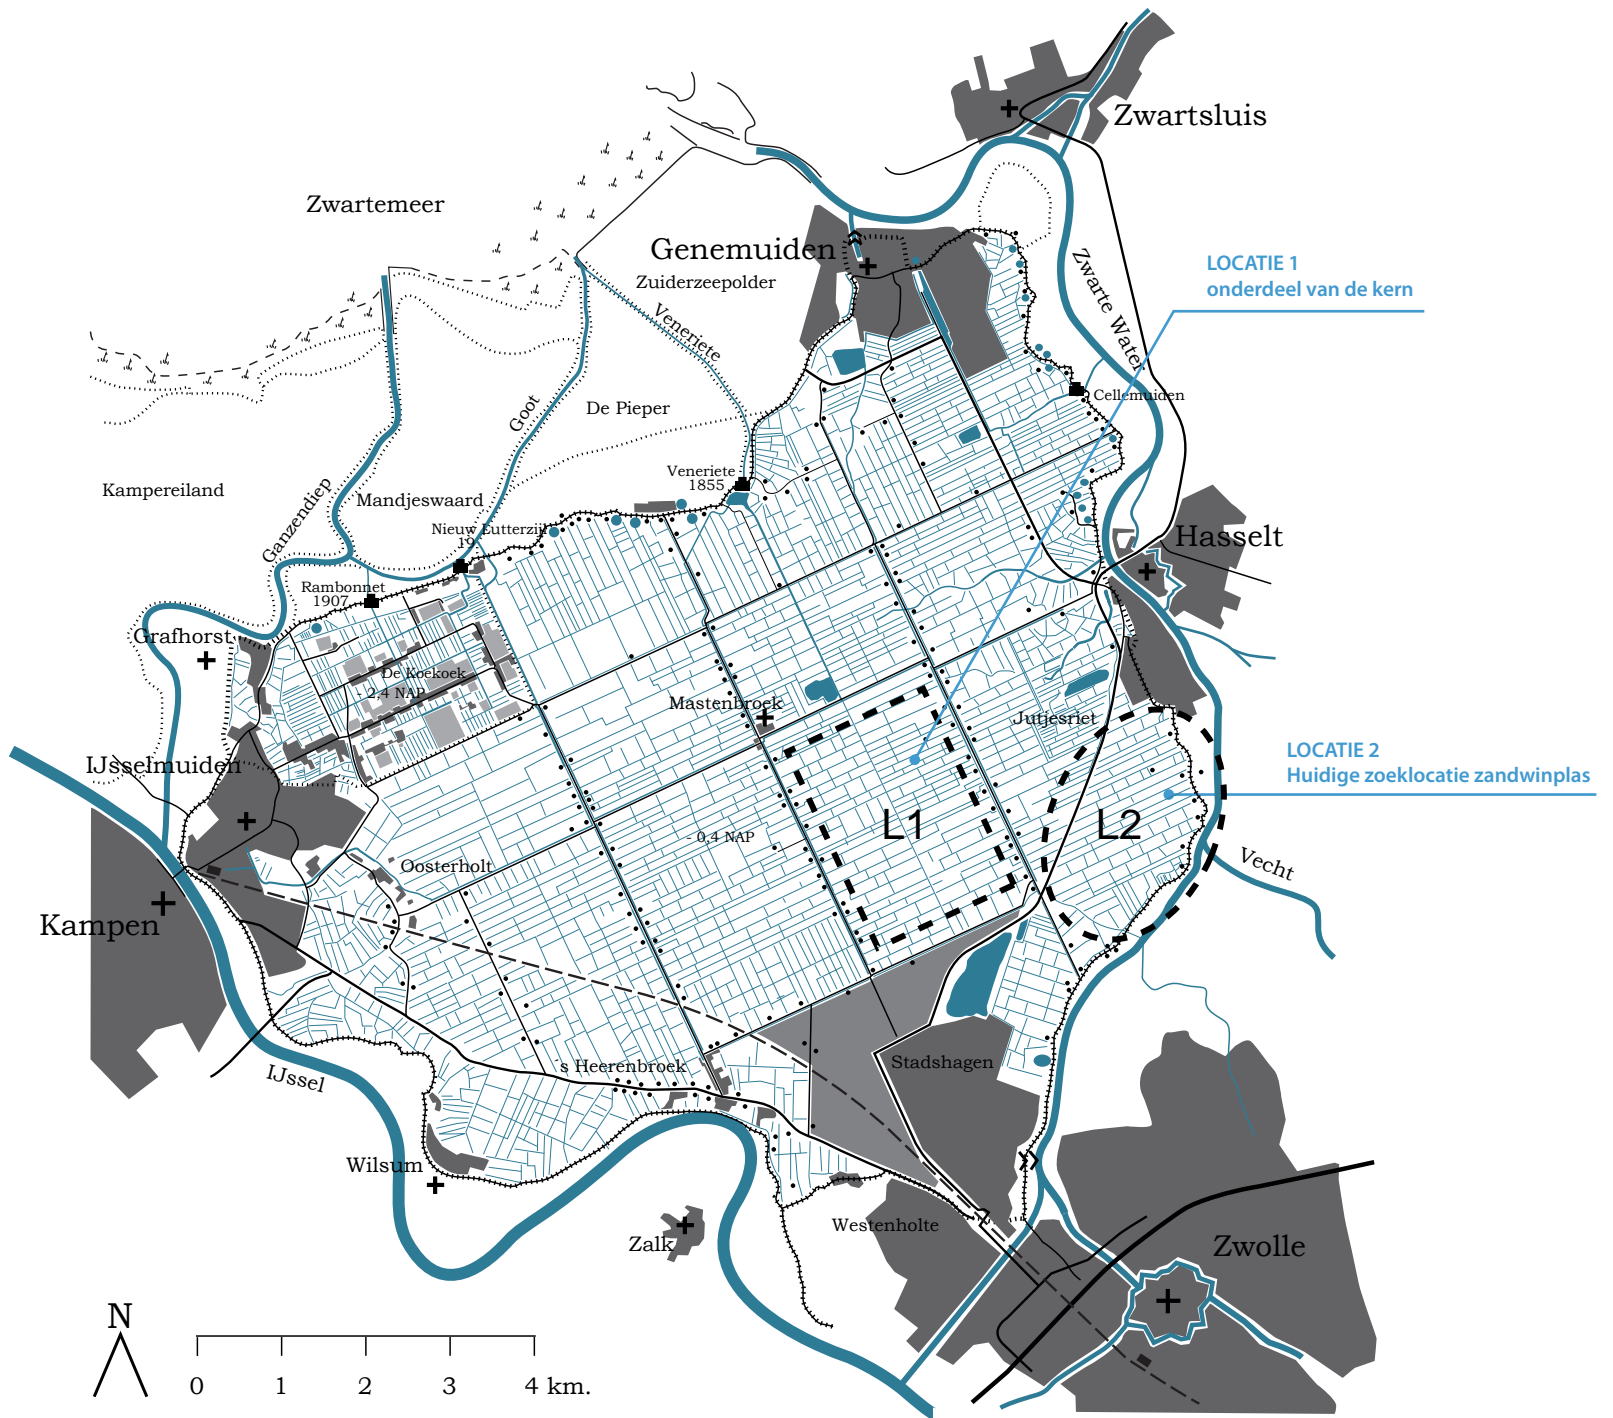 Zwartsluis
Zwartemeer
Genemuiden
Zuiderzeepolder
LOCATIE 1
onderdeel van de kern
Zwarte Water
Veneriete
Cellemuiden
De Pieper
Goot
Veneriete
1855
Kampereiland
Mandjeswaard
Ganzendiep
Nieuw Lutterzijl
19
Hasselt
Rambonnet
1907
Grafhorst
De Koekoek
- 2,4 NAP
Mastenbroek
Jutjesriet
LOCATIE 2
Huidige zoeklocatie zandwinplas
IJsselmuiden
L1
L2
- 0,4 NAP
Oosterholt
Vecht
Kampen
Stadshagen
's Heerenbroek
IJssel
Wilsum
Westenholte
Zalk
Zwolle
N
0 1 2 3 4 km.